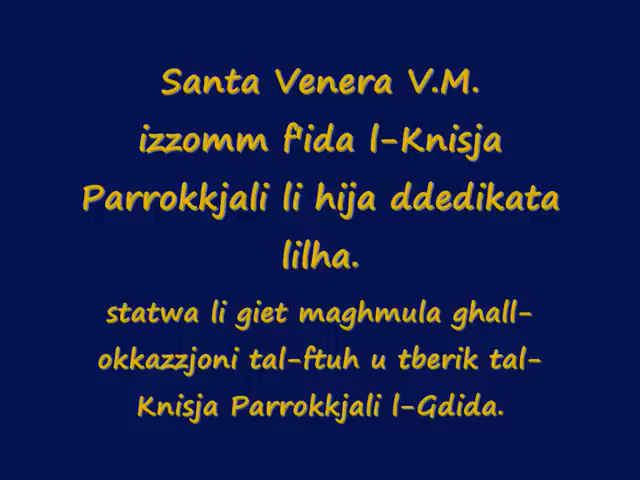 Santa Venera V.M.
izzomm f'ida l-Knisja
Parrokkjali li hija ddedikata
lilha.
statwa li giet maghmula ghall-
okkazzjoni tal-ftuh u tberik tal-
Knisja Parrokkjali l-Gdida.